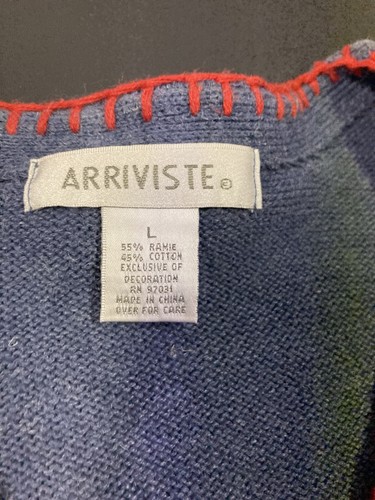 ARRIVISTE®
L
55% RAMIE
45% COTTON
EXCLUSIVE OF
DECORATION
RN 92031
MADE IN CHINA
OVER FOR CARE